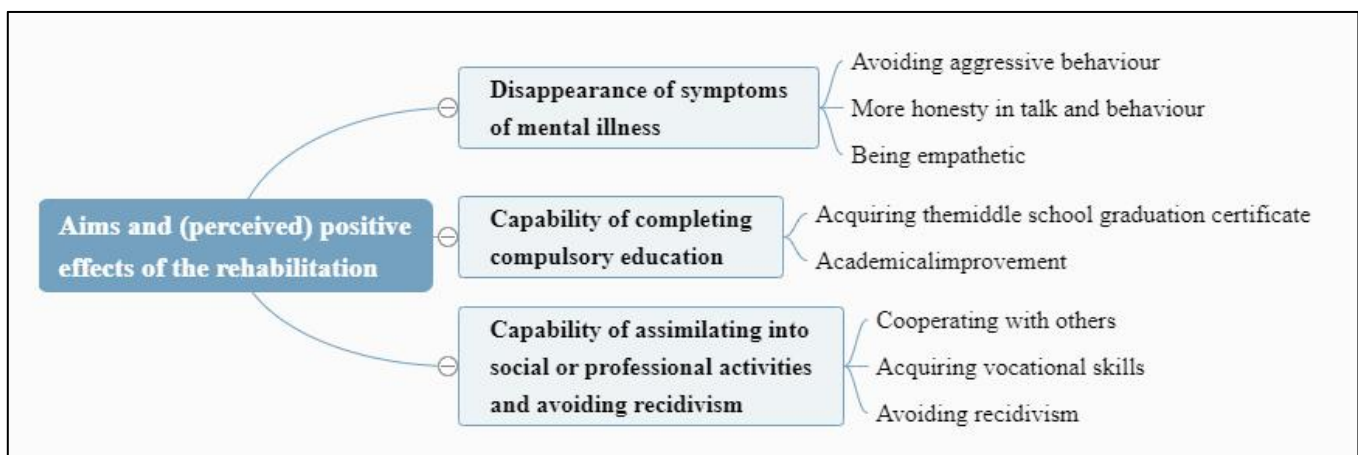 Aims and (perceived) positive
effects of the rehabilitation
Disappearance of symptoms
of mental illness
Avoiding aggressive behaviour
More honesty in talk and behaviour
Being empathetic
Capability of completing
compulsory education
Acquiring themiddle school graduation certificate
Academicalimprovement
Capability of assimilating into
social or professional activities
and avoiding recidivism
Cooperating with others
Acquiring vocational skills
Avoiding recidivism